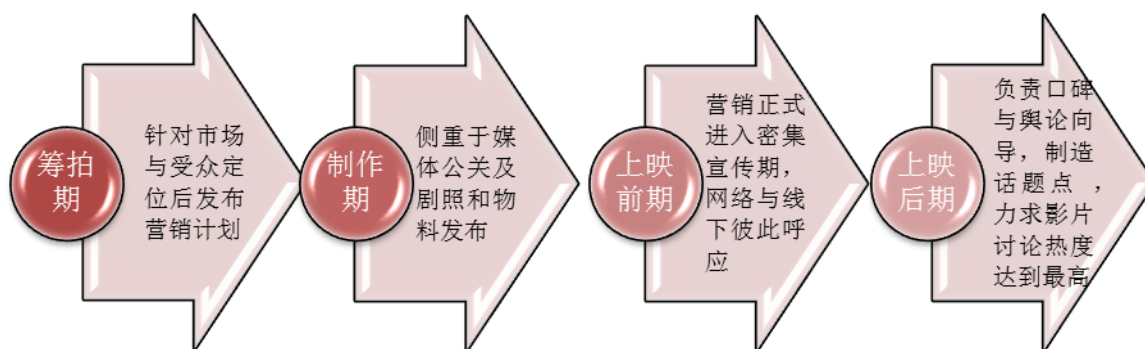 筹拍
期
针对市场
与受众定
位后发布
营销计划
制作
期
侧重于媒
体公关及
剧照和物
料发布
上映
前期
营销正式
进入密集
宣传期，
网络与线
下彼此呼
应
上映
后期
负责口碑
与舆论向
导，制造
话题点，
力求影片
讨论热度
达到最高